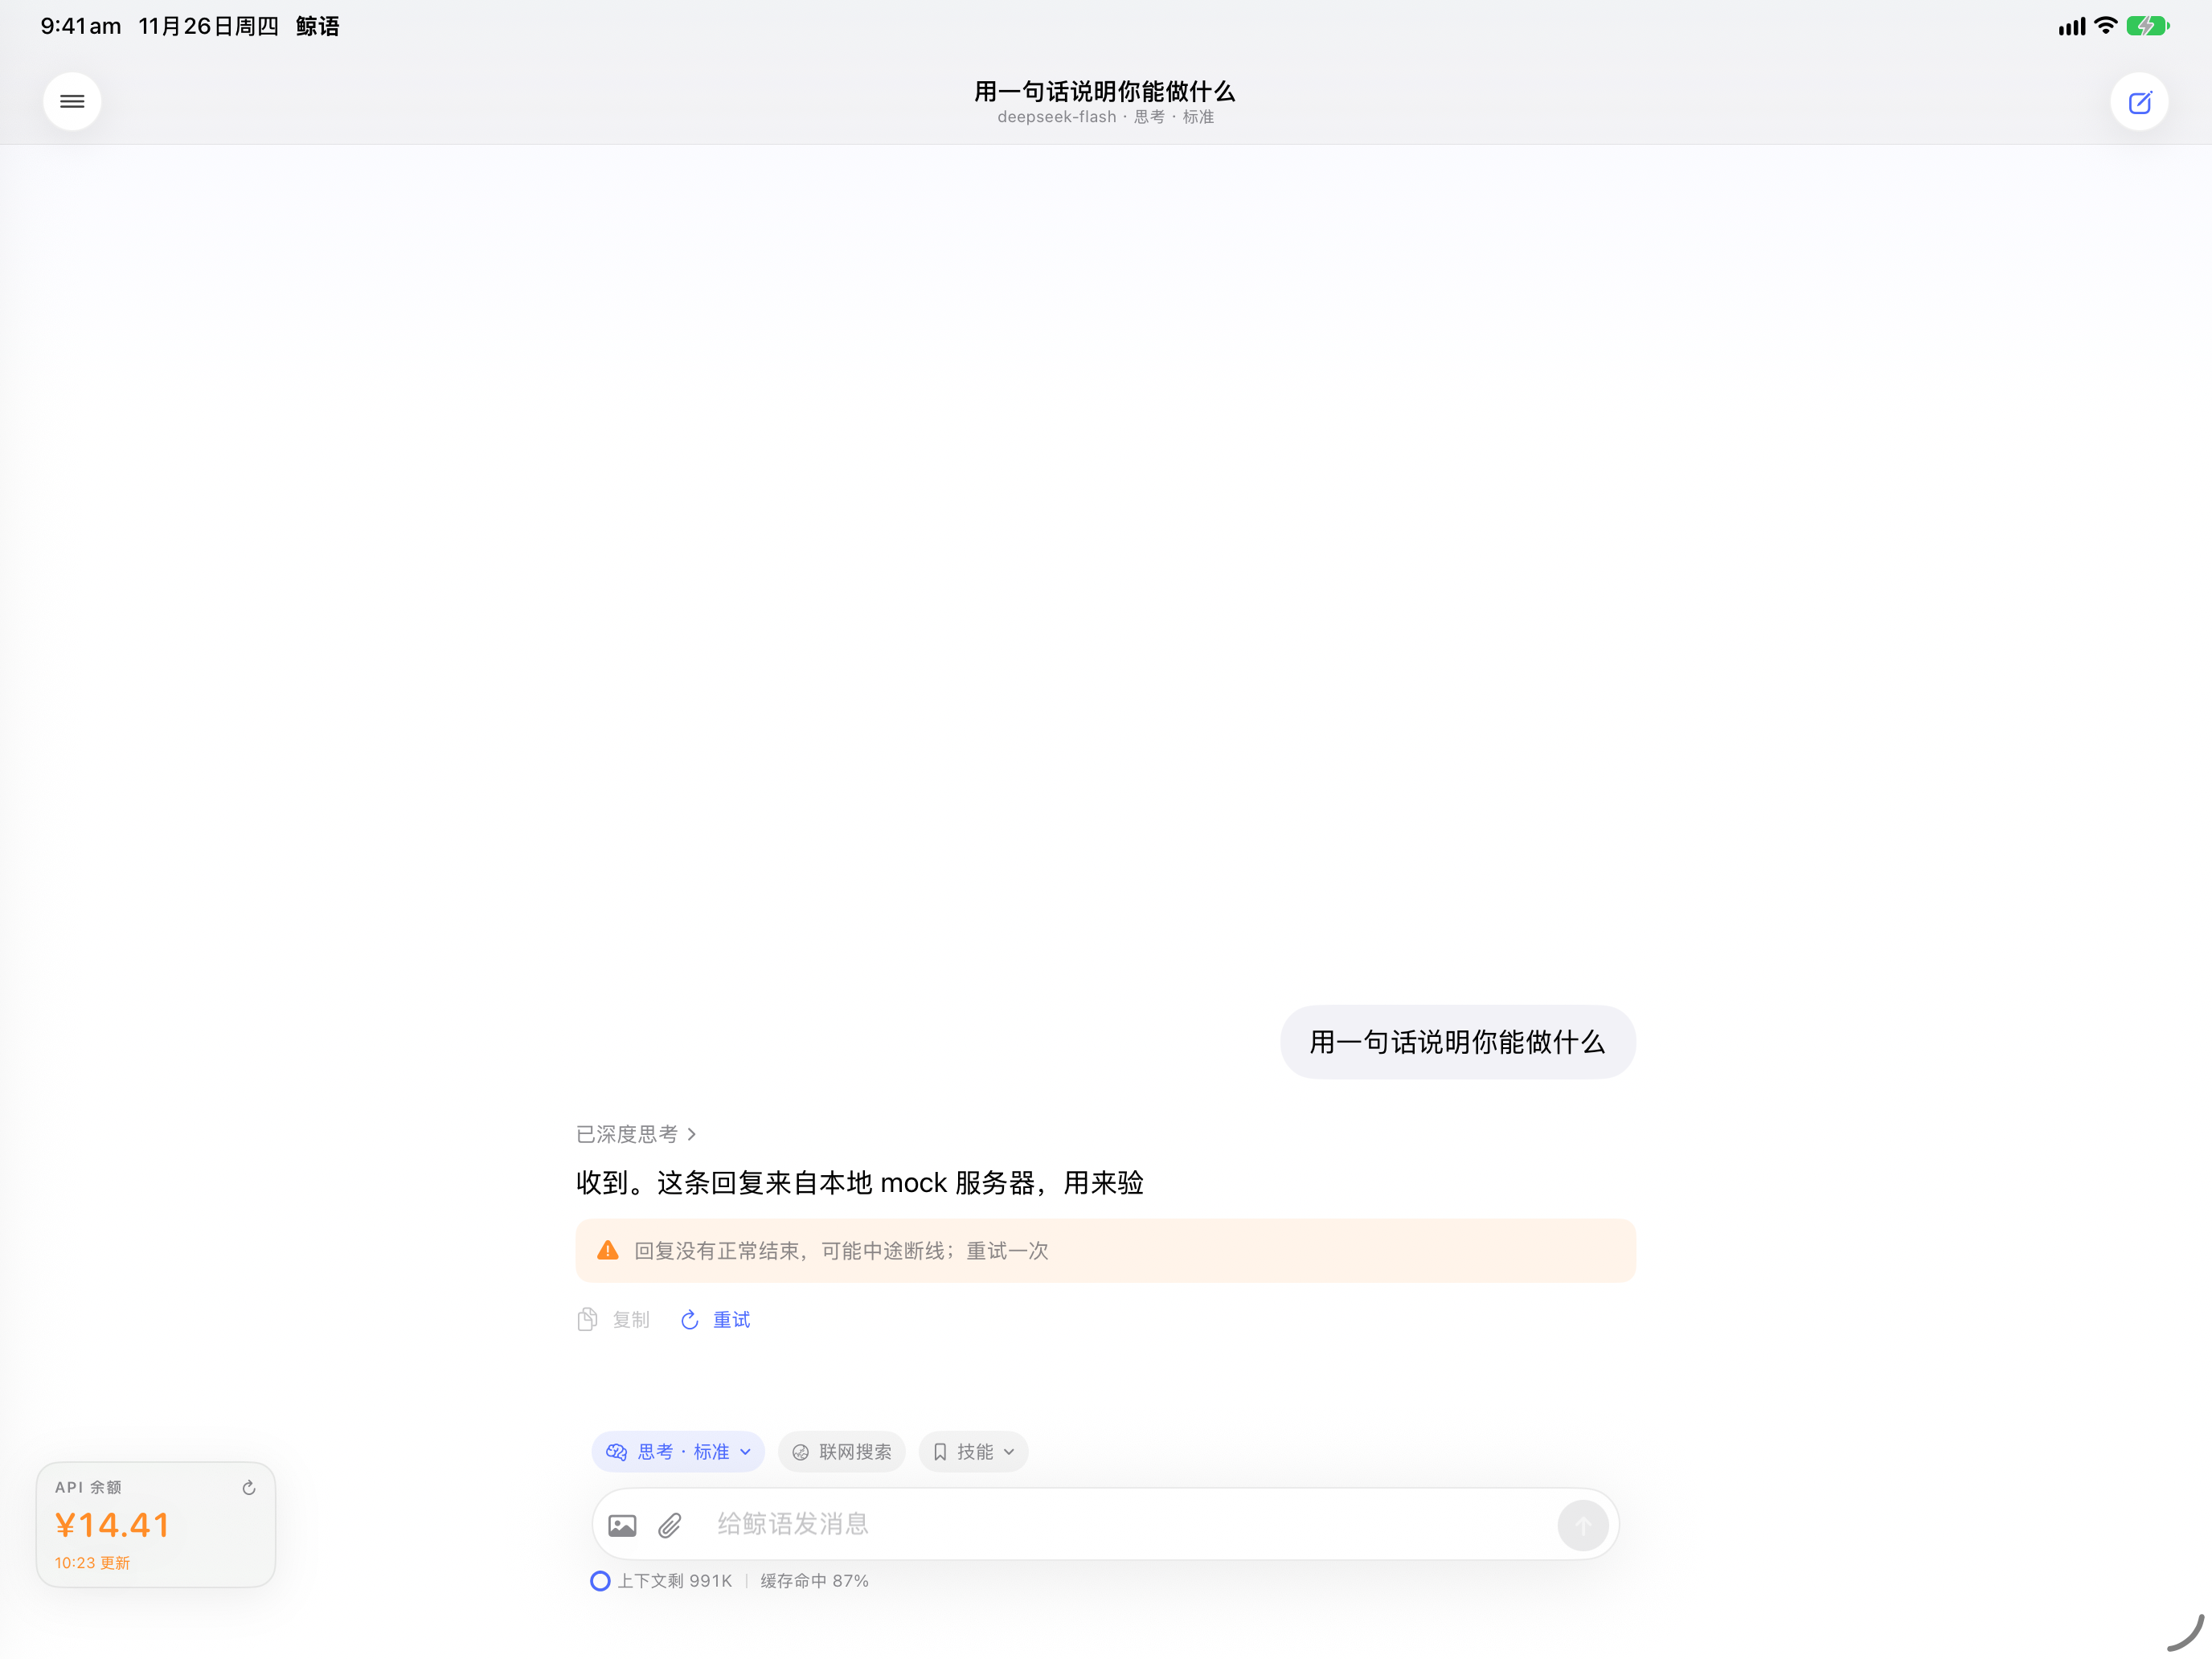 9:41am 11月26日周四 鲸语
用一句话说明你能做什么
deepseek-flash · 思考 · 标准
用一句话说明你能做什么
已深度思考
收到。这条回复来自本地 mock 服务器，用来验
回复没有正常结束，可能中途断线；重试一次
复制 重试
思考 · 标准 联网搜索 技能
API 余额
¥14.41
10:23 更新
给鲸语发消息
上下文剩 991K | 缓存命中 87%